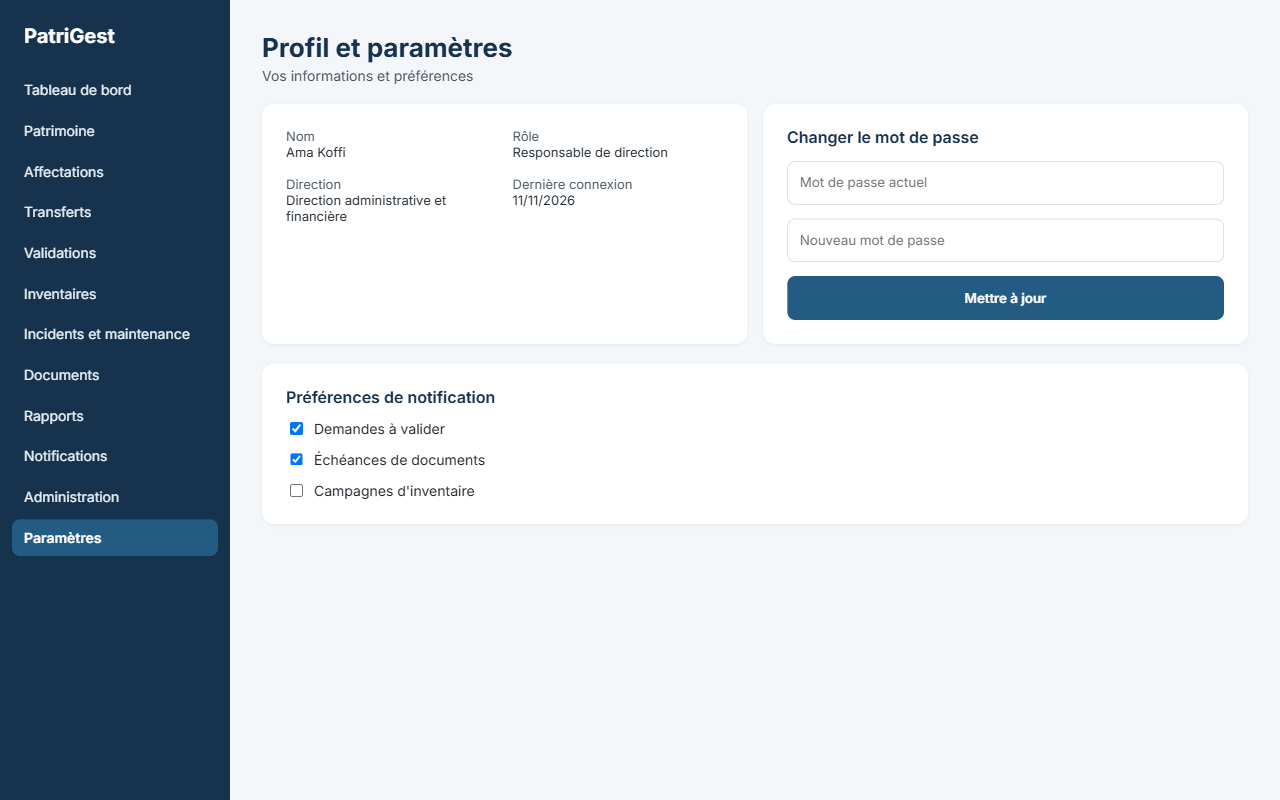 PatriGest
Tableau de bord
Patrimoine
Affectations
Transferts
Validations
Inventaires
Incidents et maintenance
Documents
Rapports
Notifications
Administration
Paramètres
Profil et paramètres
Vos informations et préférences
Nom
Ama Koffi
Rôle
Responsable de direction
Direction
Direction administrative et
financière
Dernière connexion
11/11/2026
Changer le mot de passe
Mot de passe actuel
Nouveau mot de passe
Mettre à jour
Préférences de notification
Demandes à valider
Échéances de documents
Campagnes d'inventaire